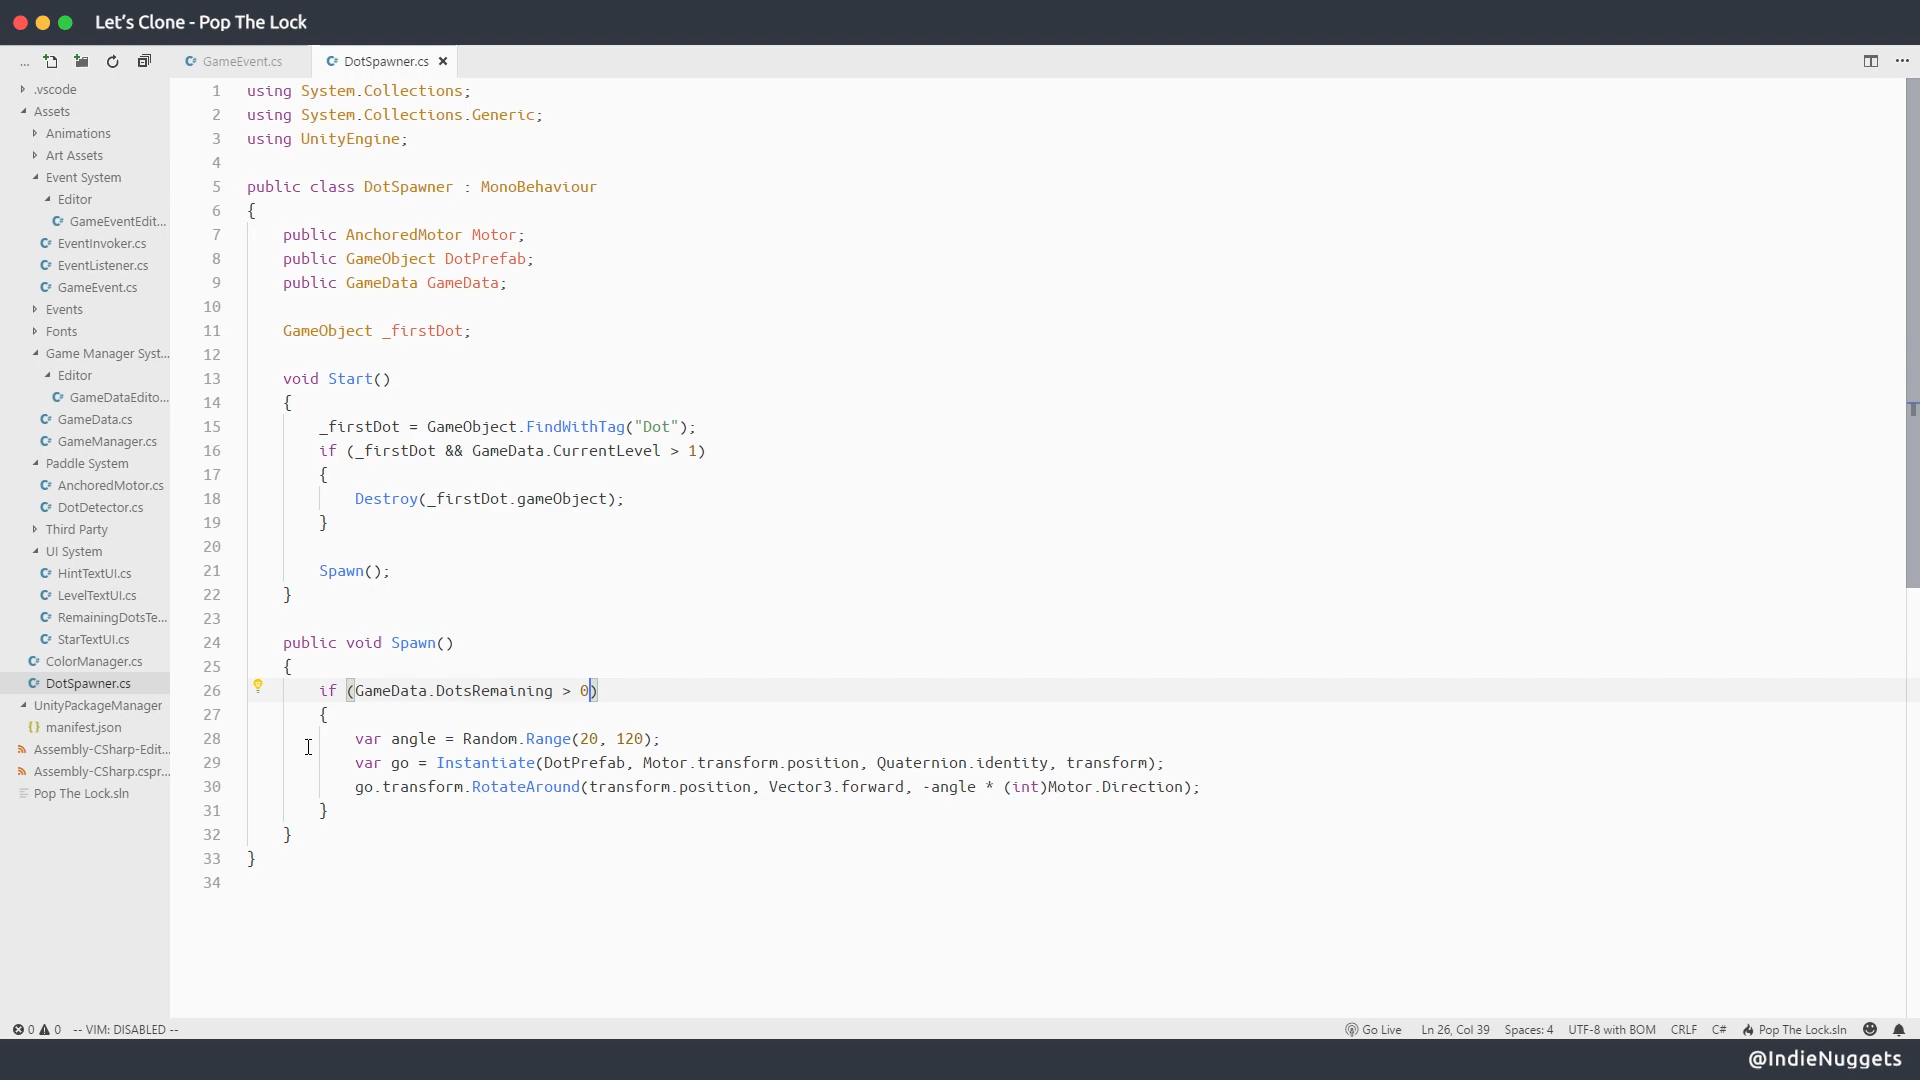 Let's Clone - Pop The Lock
...
GameEvent.cs
DotSpawner.cs
.vscode
Assets
Animations
Art Assets
Event System
Editor
GameEventEdit...
EventInvoker.cs
EventListener.cs
GameEvent.cs
Events
Fonts
Game Manager Syst...
Editor
GameDataEdito...
GameData.cs
GameManager.cs
Paddle System
AnchoredMotor.cs
DotDetector.cs
Third Party
UI System
HintTextUI.cs
LevelTextUI.cs
RemainingDotsTe...
StarTextUI.cs
ColorManager.cs
DotSpawner.cs
UnityPackageManager
manifest.json
Assembly-CSharp-Edit...
Assembly-CSharp.cspr...
Pop The Lock.sln
1 using System.Collections;
2 using System.Collections.Generic;
3 using UnityEngine;
4
5 public class DotSpawner : MonoBehaviour
6 {
7 public AnchoredMotor Motor;
8 public GameObject DotPrefab;
9 public GameData GameData;
10
11 GameObject _firstDot;
12
13 void Start()
14 {
15 _firstDot = GameObject.FindWithTag("Dot");
16 if (_firstDot && GameData.CurrentLevel > 1)
17 {
18 Destroy(_firstDot.gameObject);
19 }
20
21 Spawn();
22 }
23
24 public void Spawn()
25 {
26 if (GameData.DotsRemaining > 0)
27 {
28 var angle = Random.Range(20, 120);
29 var go = Instantiate(DotPrefab, Motor.transform.position, Quaternion.identity, transform);
30 go.transform.RotateAround(transform.position, Vector3.forward, -angle * (int)Motor.Direction);
31 }
32 }
33 }
34
0 0 -- VIM: DISABLED -- Go Live Ln 26, Col 39 Spaces: 4 UTF-8 with BOM CRLF C# Pop The Lock.sln
@IndieNuggets